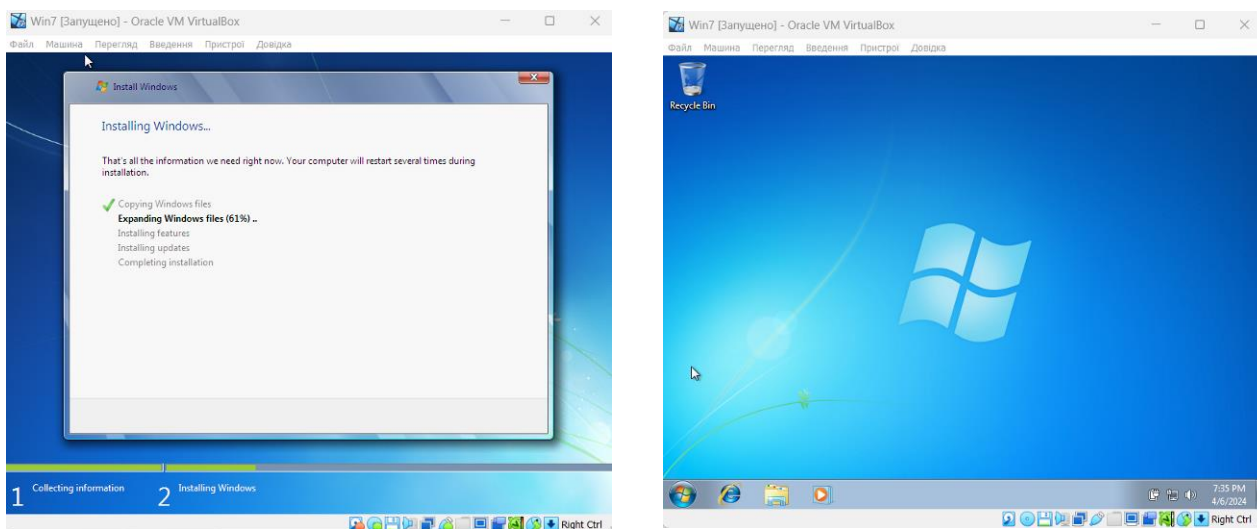 Win7 [Запущено] - Oracle VM VirtualBox
Файл Машина Перегляд Введення Пристрої Довідка
Install Windows
Installing Windows...
That's all the information we need right now. Your computer will restart several times during
installation.
Copying Windows files
Expanding Windows files (61%) ..
Installing features
Installing updates
Completing installation
1 Collecting information 2 Installing Windows
Right Ctrl
Win7 [Запущено] - Oracle VM VirtualBox
Файл Машина Перегляд Введення Пристрої Довідка
Recycle Bin
7:35 PM
4/6/2024
Right Ctrl